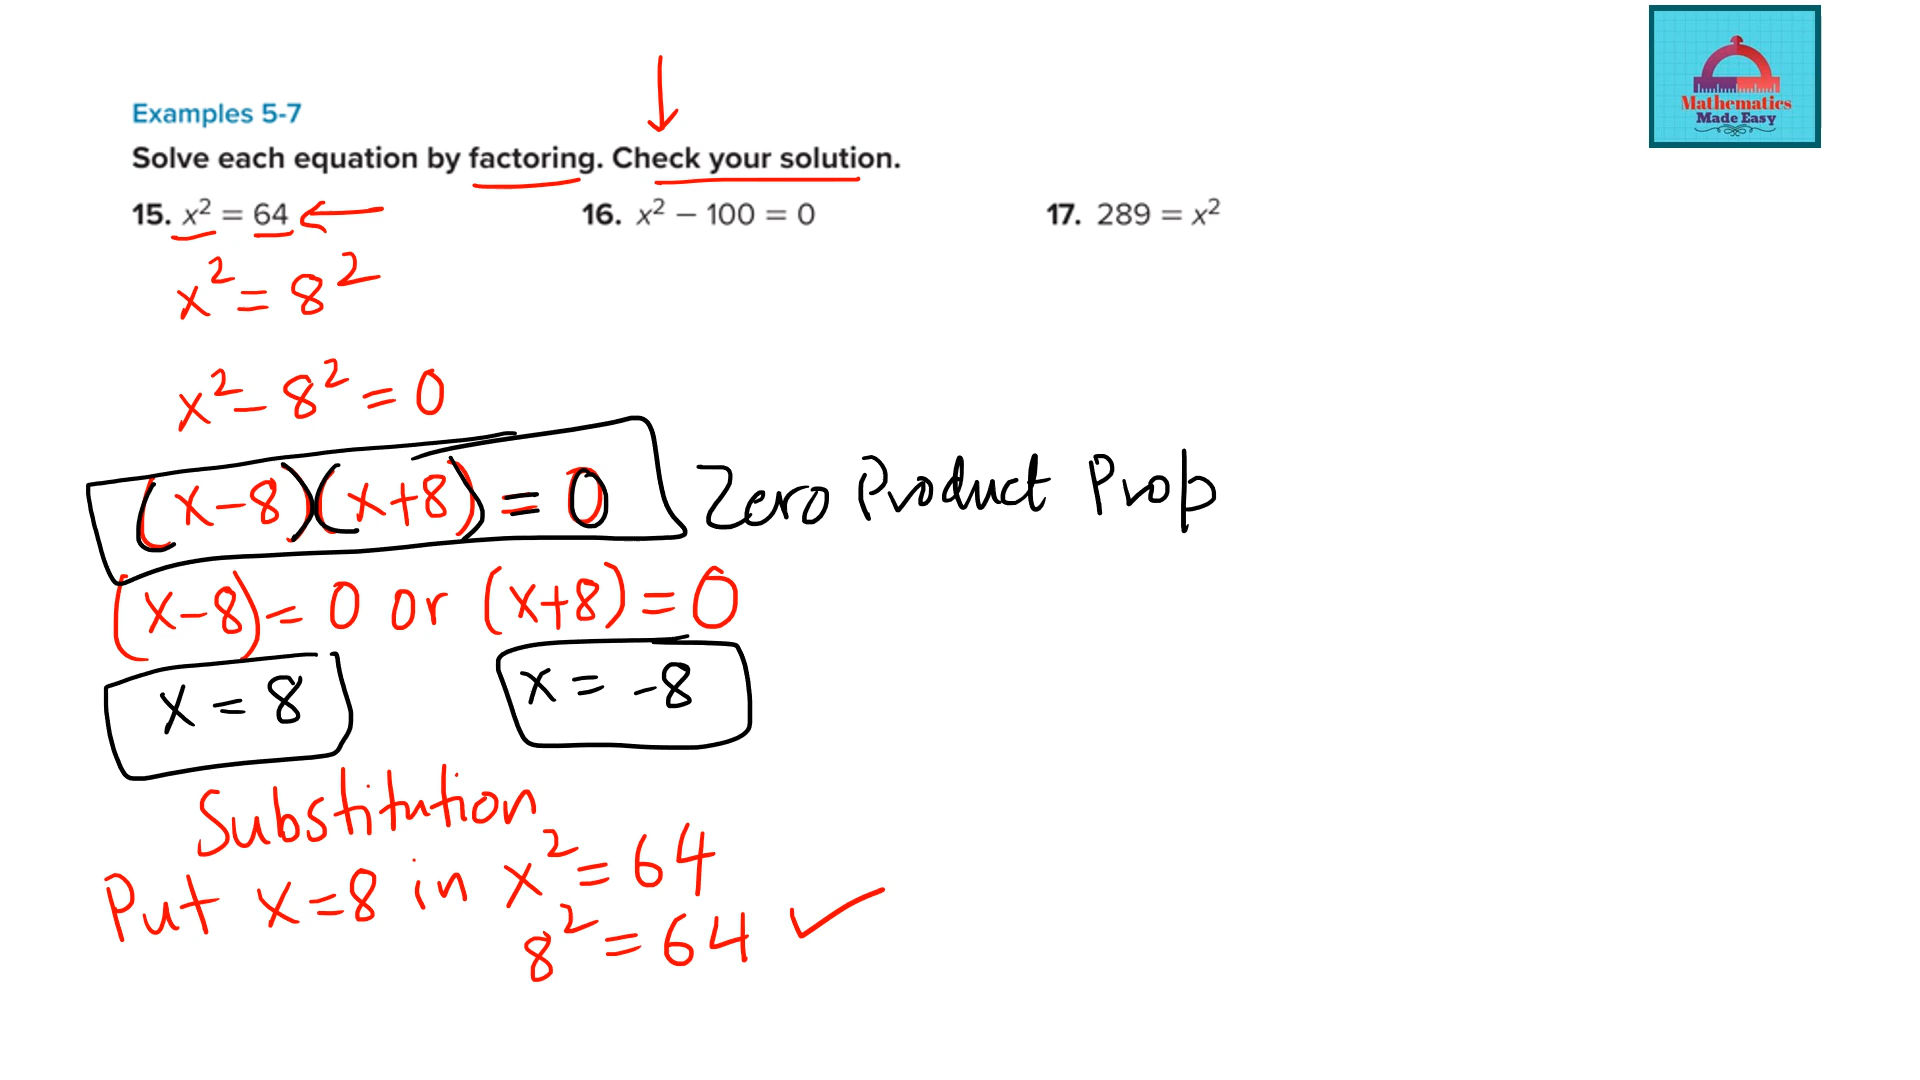 Mathematics
Made Easy
Examples 5-7
Solve each equation by factoring. Check your solution.
15. x² = 64
16. x² − 100 = 0
17. 289 = x²
x² = 8²
x² − 8² = 0
(x−8)(x+8) = 0 Zero Product Prop
(x−8) = 0 or (x+8) = 0
x = 8
x = −8
Substitution
Put x=8 in x² = 64
8² = 64 ✓